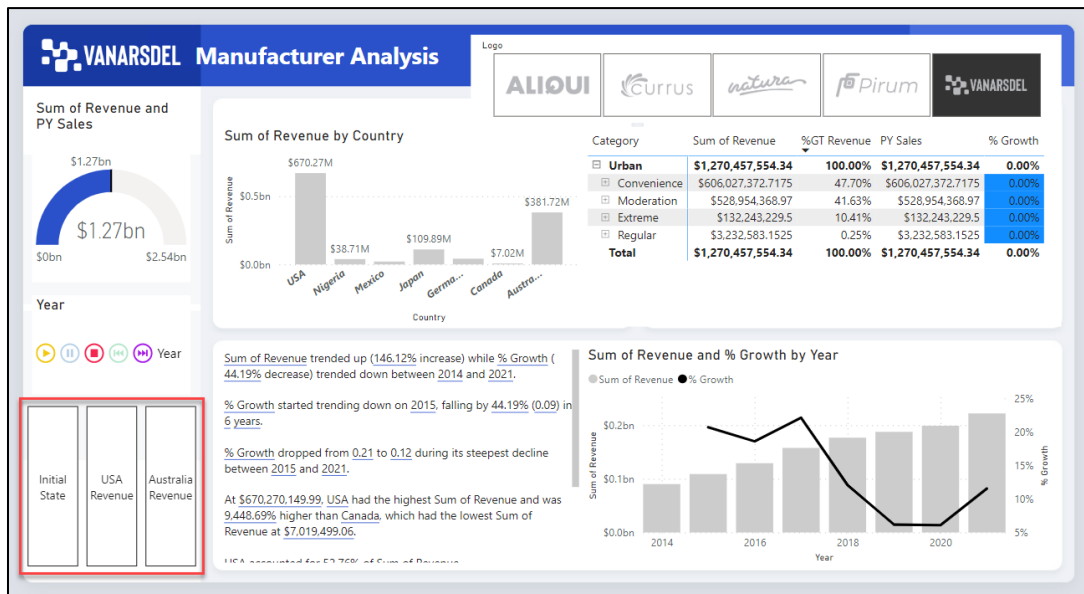 VANARSDEL Manufacturer Analysis
Logo
ALIQUI
Currus
natura
Pirum
VANARSDEL
Sum of Revenue and
PY Sales
$1.27bn
$1.27bn
$0bn
$2.54bn
Year
Year
Initial
State
USA
Revenue
Australia
Revenue
Sum of Revenue by Country
Sum of Revenue
$0.5bn
$0.0bn
$670.27M
$38.71M
$109.89M
$7.02M
$381.72M
USA
Nigeria
Mexico
Japan
Germa...
Canada
Austra...
Country
Category Sum of Revenue %GT Revenue PY Sales % Growth
Urban $1,270,457,554.34 100.00% $1,270,457,554.34 0.00%
Convenience $606,027,372.7175 47.70% $606,027,372.7175 0.00%
Moderation $528,954,368.97 41.63% $528,954,368.97 0.00%
Extreme $132,243,229.5 10.41% $132,243,229.5 0.00%
Regular $3,232,583.1525 0.25% $3,232,583.1525 0.00%
Total $1,270,457,554.34 100.00% $1,270,457,554.34 0.00%
Sum of Revenue trended up (146.12% increase) while % Growth (
44.19% decrease) trended down between 2014 and 2021.
% Growth started trending down on 2015, falling by 44.19% (0.09) in
6 years.
% Growth dropped from 0.21 to 0.12 during its steepest decline
between 2015 and 2021.
At $670,270,149.99, USA had the highest Sum of Revenue and was
9,448.69% higher than Canada, which had the lowest Sum of
Revenue at $7,019,499.06.
USA accounted for 52.76% of Sum of Revenue
Sum of Revenue and % Growth by Year
Sum of Revenue % Growth
Sum of Revenue
$0.2bn
$0.1bn
$0.0bn
25%
20%
15%
10%
5%
% Growth
2014
2016
2018
2020
Year